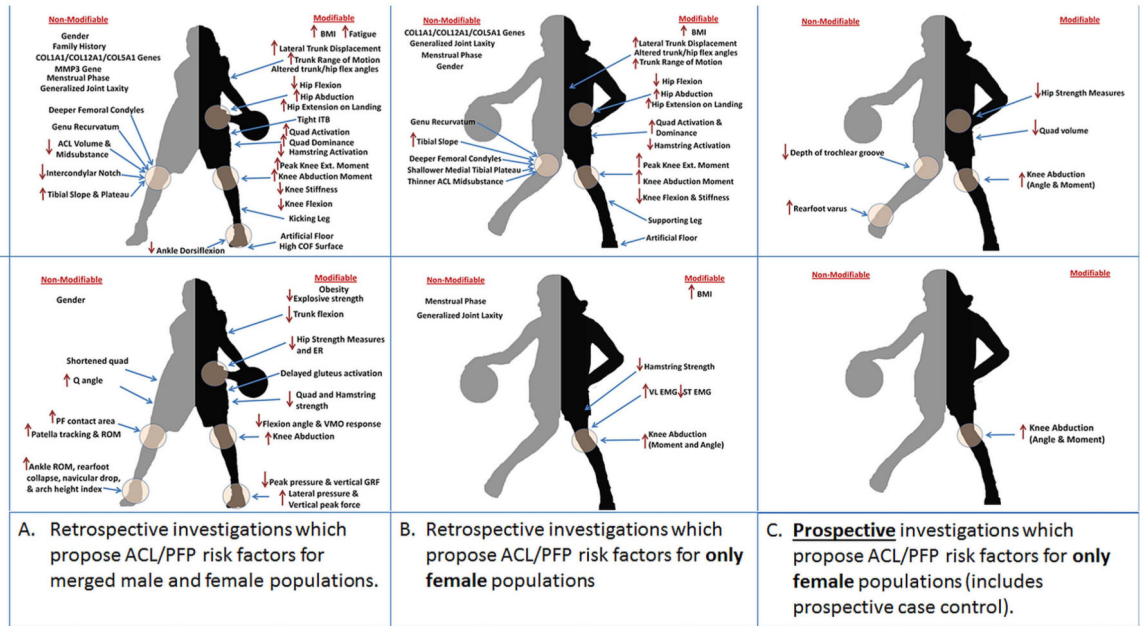 Non-Modifiable
Gender
Family History
COL1A1/COL12A1/COL5A1 Genes
MMP3 Gene
Menstrual Phase
Generalized Joint Laxity
Deeper Femoral Condyles
Genu Recurvatum
↓ ACL Volume &
Midsubstance
↓ Intercondylar Notch
↑ Tibial Slope & Plateau
↓ Ankle Dorsiflexion
Modifiable
↑ BMI ↑ Fatigue
↑ Lateral Trunk Displacement
↑ Trunk Range of Motion
Altered trunk/hip flex angles
↓ Hip Flexion
↑ Hip Abduction
↑ Hip Extension on Landing
Tight ITB
↑ Quad Activation
↑ Quad Dominance
↓ Hamstring Activation
↑ Peak Knee Ext. Moment
↑ Knee Abduction Moment
↓ Knee Stiffness
↓ Knee Flexion
Kicking Leg
Artificial Floor
High COF Surface
Non-Modifiable
COL1A1/COL12A1/COL5A1 Genes
Generalized Joint Laxity
Menstrual Phase
Gender
Genu Recurvatum
↑ Tibial Slope
Deeper Femoral Condyles
Shallower Medial Tibial Plateau
Thinner ACL Midsubstance
Modifiable
↑ BMI
↑ Lateral Trunk Displacement
Altered trunk/hip flex angles
↑ Trunk Range of Motion
↓ Hip Flexion
↑ Hip Abduction
↑ Hip Extension on Landing
↑ Quad Activation &
Dominance
↓ Hamstring Activation
↑ Peak Knee Ext. Moment
↑ Knee Abduction Moment
↓ Knee Flexion & Stiffness
Supporting Leg
Artificial Floor
Non-Modifiable
↓ Depth of trochlear groove
↑ Rearfoot varus
Modifiable
↓ Hip Strength Measures
↓ Quad volume
↑ Knee Abduction
(Angle & Moment)
Non-Modifiable
Gender
Shortened quad
↑ Q angle
↑ PF contact area
↑ Patella tracking & ROM
↑ Ankle ROM, rearfoot
collapse, navicular drop,
& arch height index
Modifiable
Obesity
↓ Explosive strength
↓ Trunk flexion
↓ Hip Strength Measures
and ER
Delayed gluteus activation
↓ Quad and Hamstring
strength
↓ Flexion angle & VMO response
↑ Knee Abduction
↓ Peak pressure & vertical GRF
↑ Lateral pressure &
Vertical peak force
Non-Modifiable
Menstrual Phase
Generalized Joint Laxity
Modifiable
↑ BMI
↓ Hamstring Strength
↑ VL EMG ↓ ST EMG
↑ Knee Abduction
(Moment and Angle)
Non-Modifiable
Modifiable
↑ Knee Abduction
(Angle & Moment)
A. Retrospective investigations which
propose ACL/PFP risk factors for
merged male and female populations.
B. Retrospective investigations which
propose ACL/PFP risk factors for only
female populations
C. Prospective investigations which
propose ACL/PFP risk factors for only
female populations (includes
prospective case control).